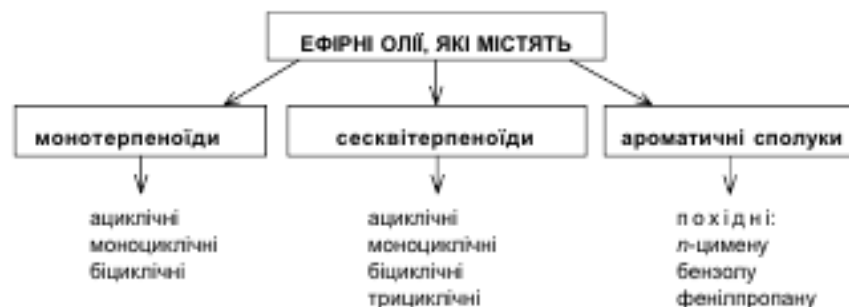 ЕФІРНІ ОЛІЇ, ЯКІ МІСТЯТЬ
монотерпеноїди
сесквітерпеноїди
ароматичні сполуки
ациклічні
моноциклічні
біциклічні
ациклічні
моноциклічні
біциклічні
трициклічні
похідні:
п-цимену
бензолу
фенілпропану